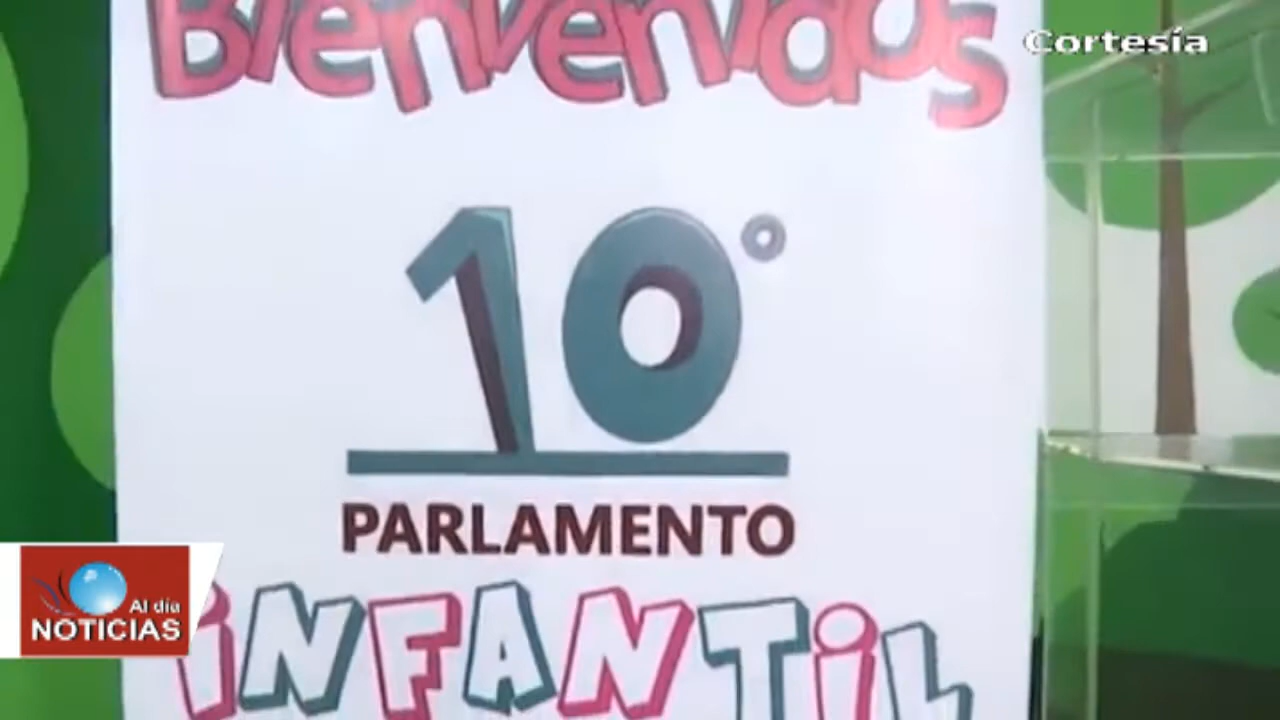 Bienvenidos
Cortesía
10°
PARLAMENTO
iNFANTiL
Al día
NOTICIAS